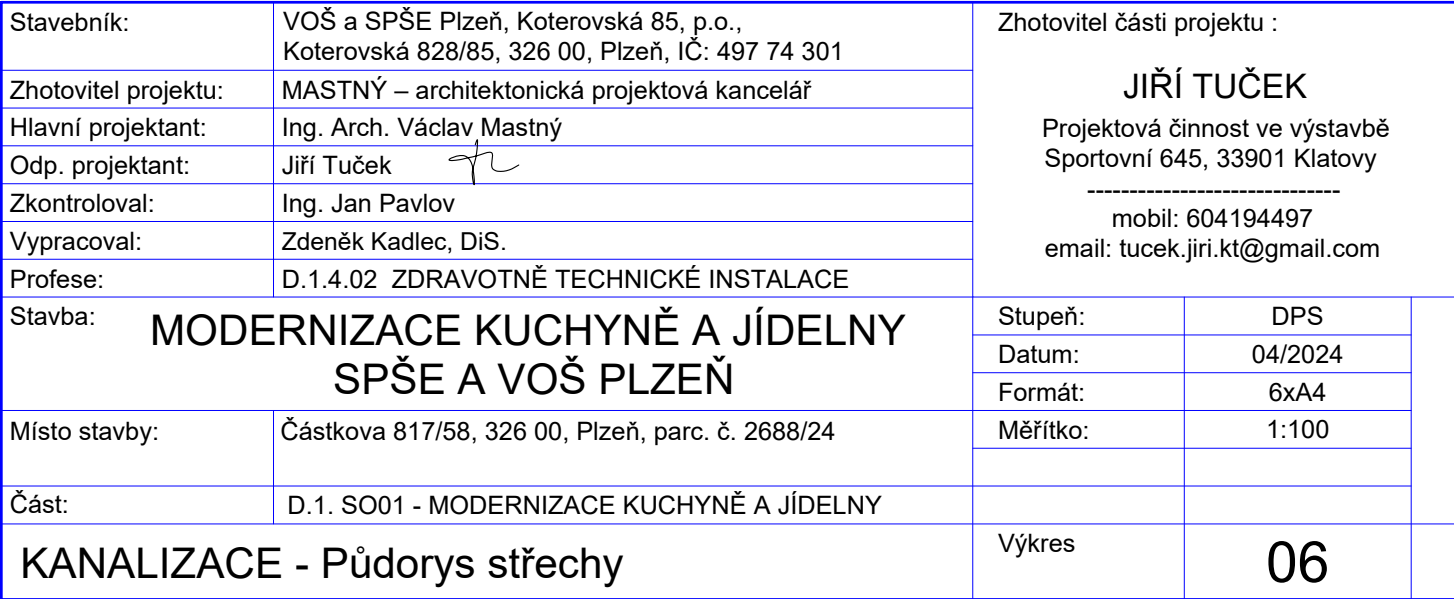 Stavebník: VOŠ a SPŠE Plzeň, Koterovská 85, p.o.,
Koterovská 828/85, 326 00, Plzeň, IČ: 497 74 301
Zhotovitel projektu: MASTNÝ – architektonická projektová kancelář
Hlavní projektant: Ing. Arch. Václav Mastný
Odp. projektant: Jiří Tuček
Zkontroloval: Ing. Jan Pavlov
Vypracoval: Zdeněk Kadlec, DiS.
Profese: D.1.4.02 ZDRAVOTNĚ TECHNICKÉ INSTALACE
Zhotovitel části projektu :
JIŘÍ TUČEK
Projektová činnost ve výstavbě
Sportovní 645, 33901 Klatovy
------------------------------
mobil: 604194497
email: tucek.jiri.kt@gmail.com
Stavba: MODERNIZACE KUCHYNĚ A JÍDELNY
SPŠE A VOŠ PLZEŇ
Stupeň: DPS
Datum: 04/2024
Formát: 6xA4
Místo stavby: Částkova 817/58, 326 00, Plzeň, parc. č. 2688/24
Měřítko: 1:100
Část: D.1. SO01 - MODERNIZACE KUCHYNĚ A JÍDELNY
KANALIZACE - Půdorys střechy
Výkres 06